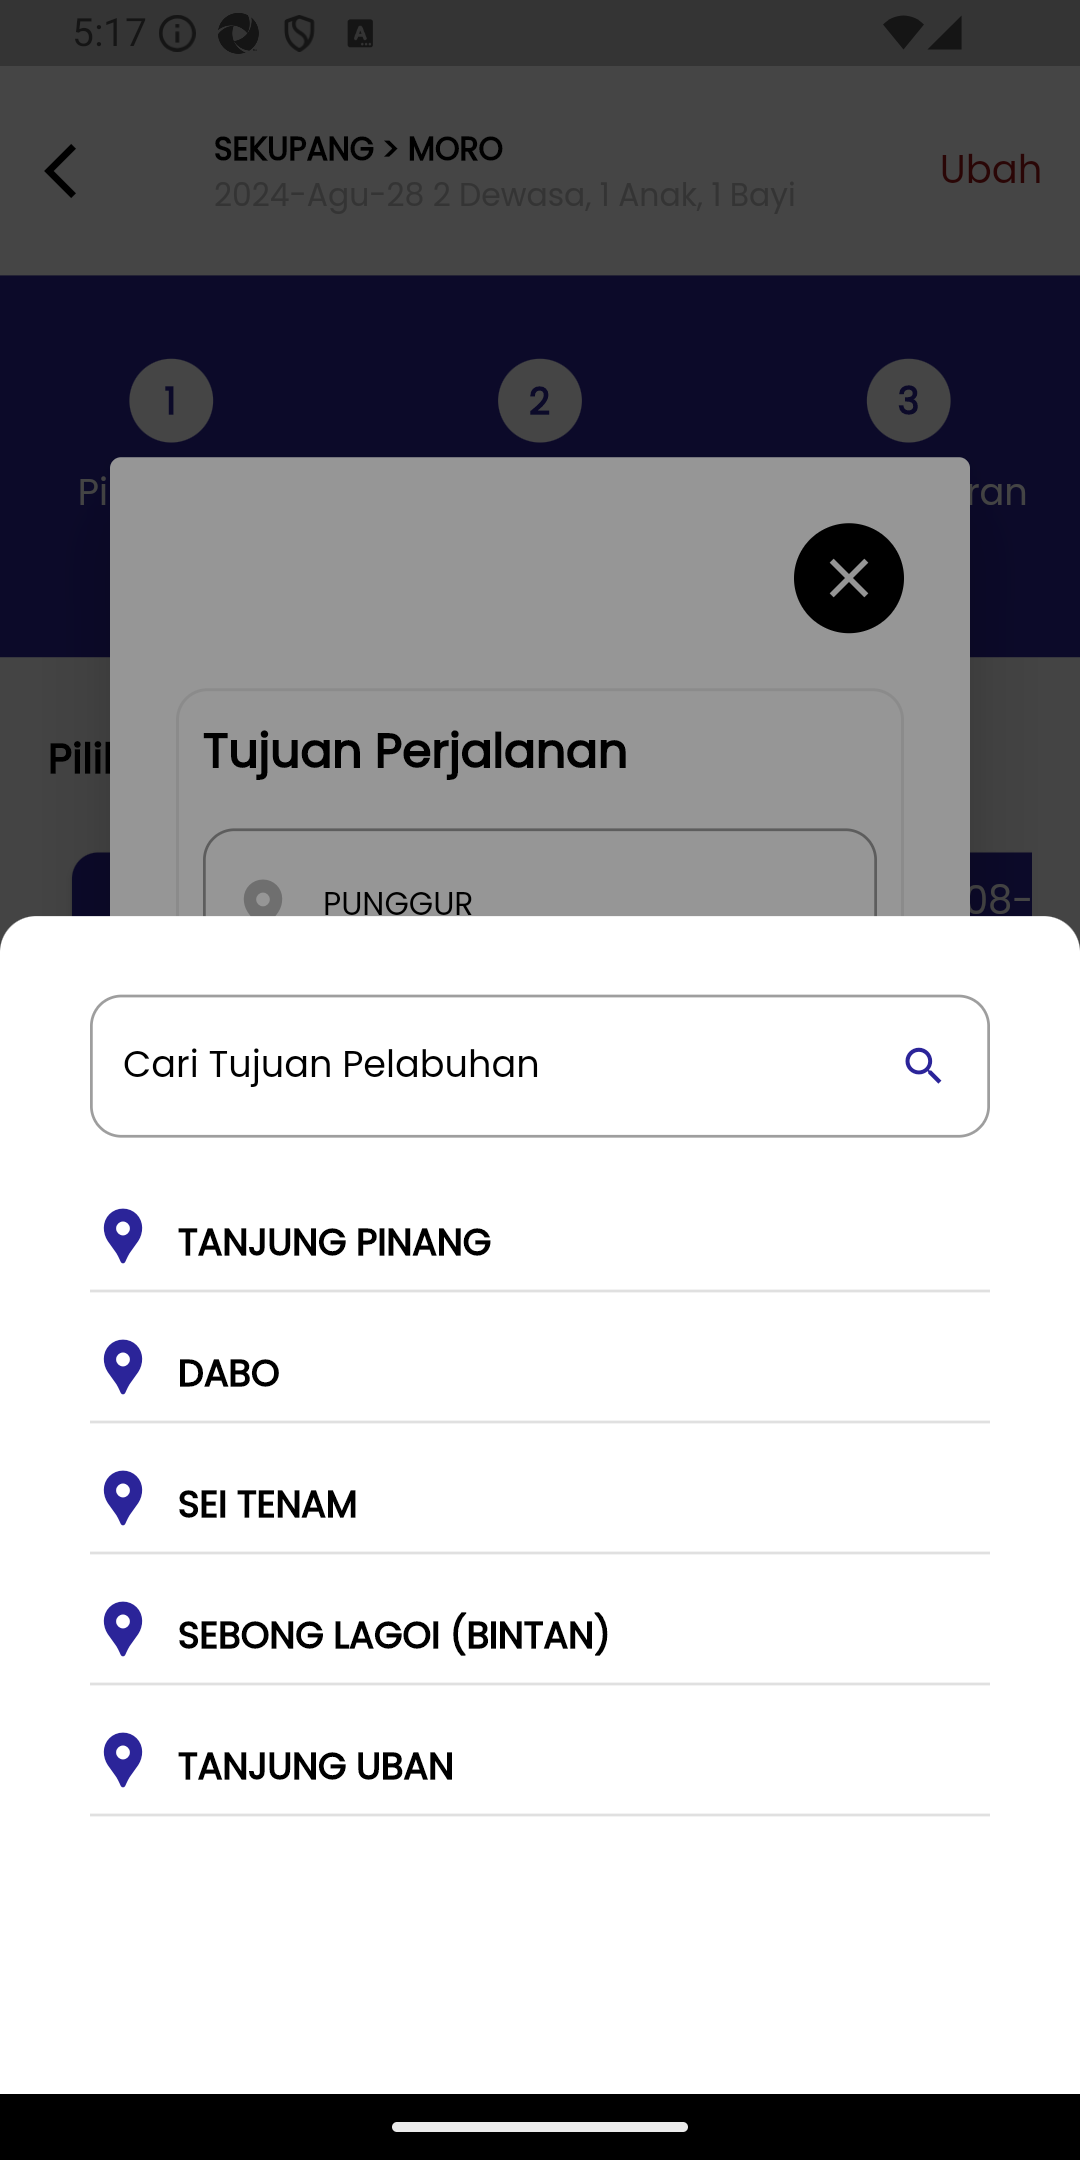 5:17
SEKUPANG > MORO
2024-Agu-28 2 Dewasa, 1 Anak, 1 Bayi
Ubah
1
2
3
Pi
ran
Tujuan Perjalanan
PUNGGUR
08-
Cari Tujuan Pelabuhan
TANJUNG PINANG
DABO
SEI TENAM
SEBONG LAGOI (BINTAN)
TANJUNG UBAN